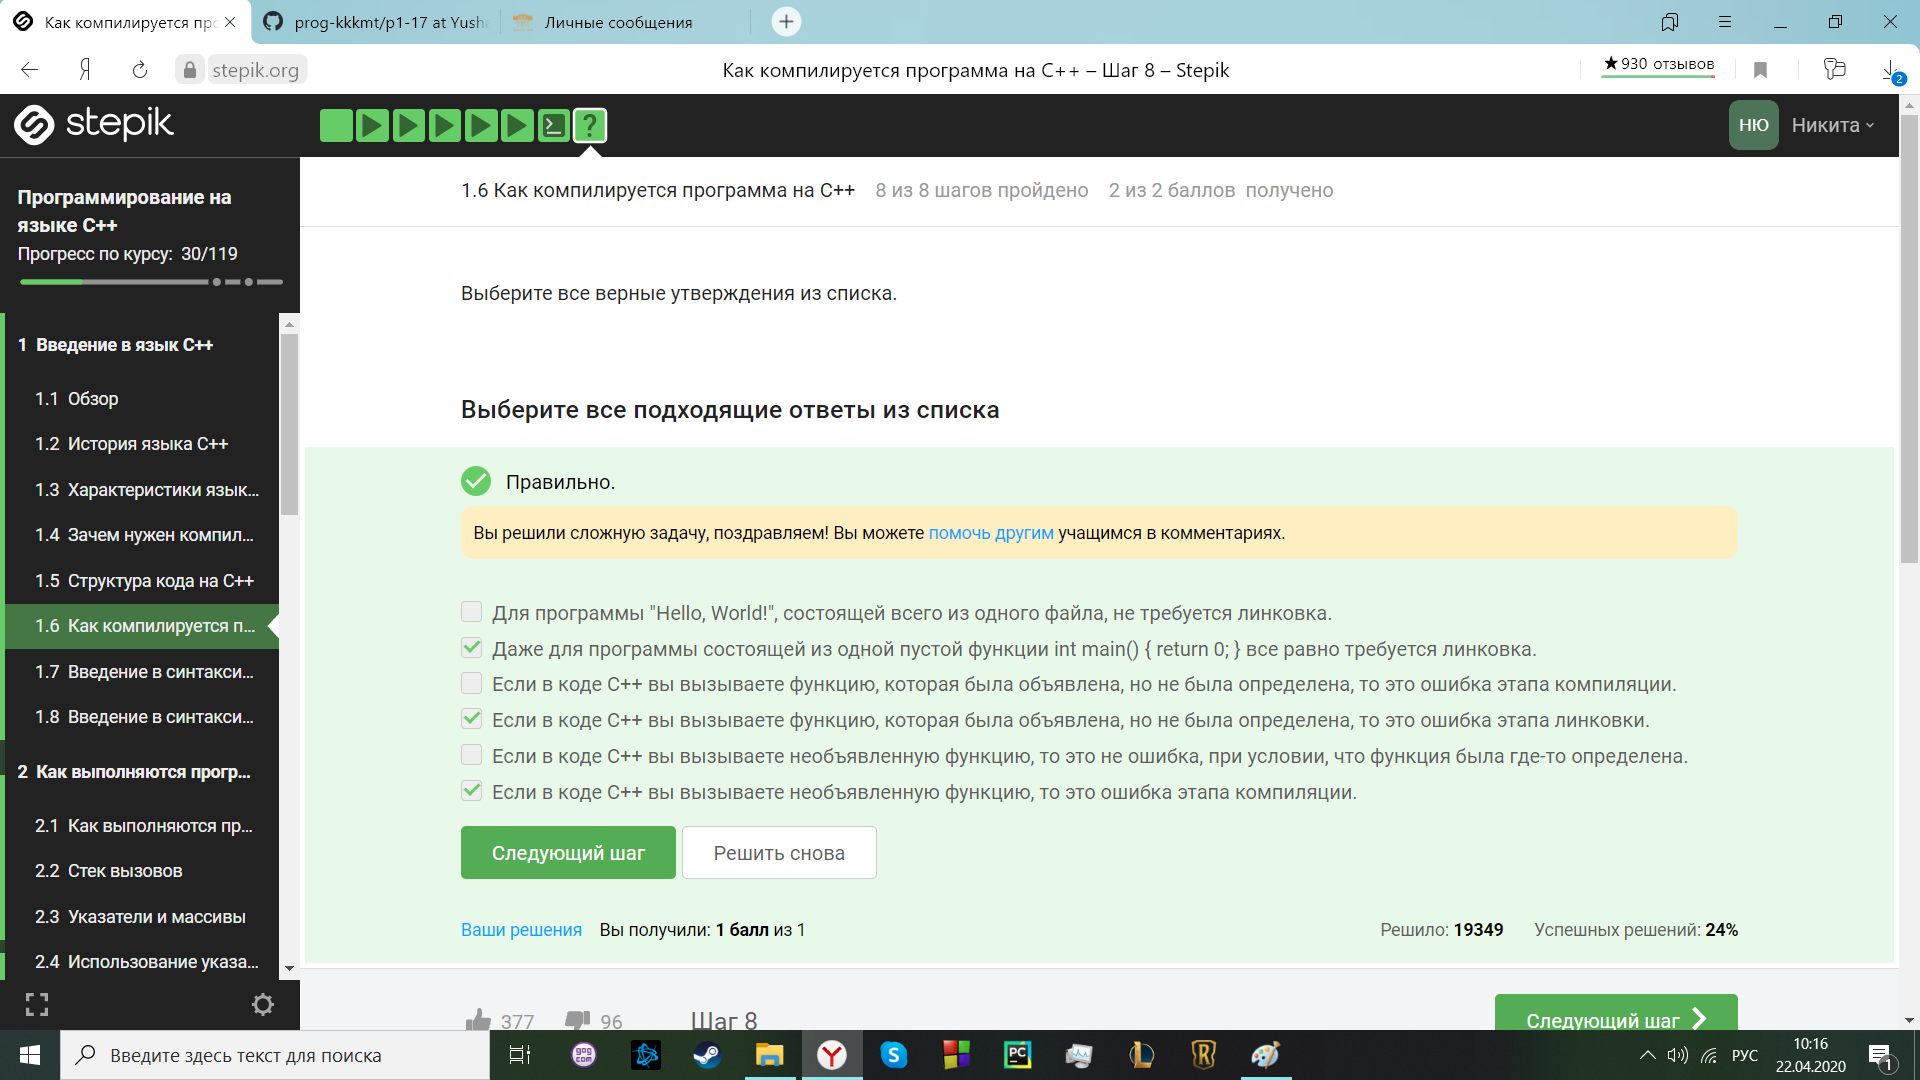 Как компилируется про
prog-kkkmt/p1-17 at Yusha
Личные сообщения
stepik.org
Как компилируется программа на C++ – Шаг 8 – Stepik
★930 отзывов
2
stepik
?
НЮ
Никита
Программирование на
языке C++
Прогресс по курсу: 30/119
1 Введение в язык C++
1.1 Обзор
1.2 История языка C++
1.3 Характеристики язык...
1.4 Зачем нужен компил...
1.5 Структура кода на C++
1.6 Как компилируется п...
1.7 Введение в синтакси...
1.8 Введение в синтакси...
2 Как выполняются прогр...
2.1 Как выполняются пр...
2.2 Стек вызовов
2.3 Указатели и массивы
2.4 Использование указа...
1.6 Как компилируется программа на C++ 8 из 8 шагов пройдено 2 из 2 баллов получено
Выберите все верные утверждения из списка.
Выберите все подходящие ответы из списка
Правильно.
Вы решили сложную задачу, поздравляем! Вы можете помочь другим учащимся в комментариях.
Для программы "Hello, World!", состоящей всего из одного файла, не требуется линковка.
Даже для программы состоящей из одной пустой функции int main() { return 0; } все равно требуется линковка.
Если в коде C++ вы вызываете функцию, которая была объявлена, но не была определена, то это ошибка этапа компиляции.
Если в коде C++ вы вызываете функцию, которая была объявлена, но не была определена, то это ошибка этапа линковки.
Если в коде C++ вы вызываете необъявленную функцию, то это не ошибка, при условии, что функция была где-то определена.
Если в коде C++ вы вызываете необъявленную функцию, то это ошибка этапа компиляции.
Следующий шаг
Решить снова
Ваши решения Вы получили: 1 балл из 1
Решило: 19349 Успешных решений: 24%
377 96 Шаг 8
Следующий шаг
Введите здесь текст для поиска
gog
com
PC
РУС
10:16
22.04.2020
1